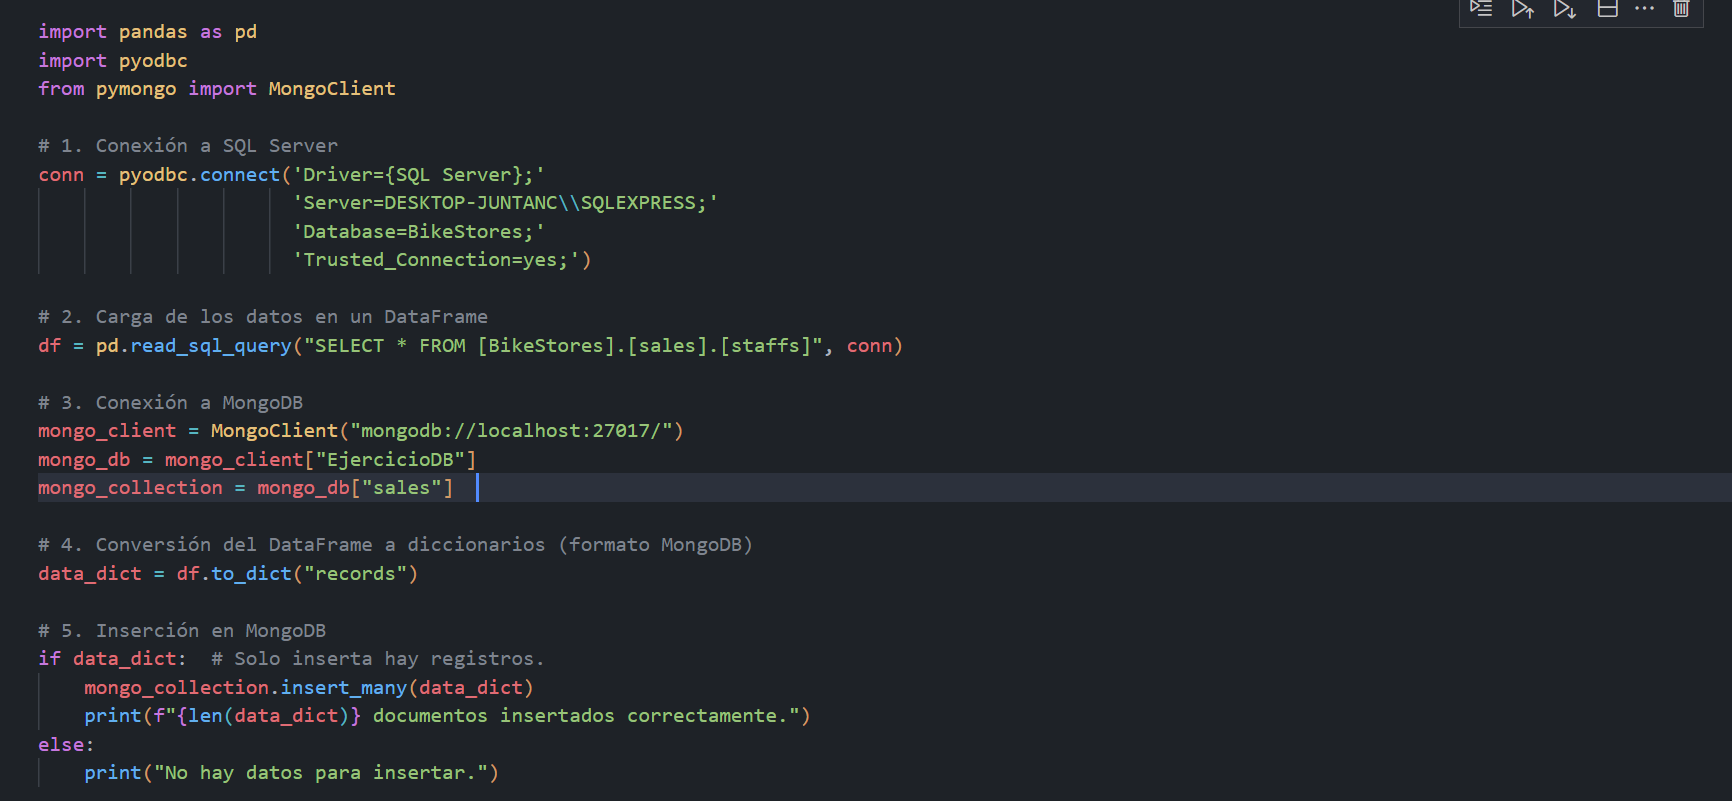 import pandas as pd
import pyodbc
from pymongo import MongoClient
# 1. Conexión a SQL Server
conn = pyodbc.connect('Driver={SQL Server};'
'Server=DESKTOP-JUNTANC\\SQLEXPRESS;'
'Database=BikeStores;'
'Trusted_Connection=yes;')
# 2. Carga de los datos en un DataFrame
df = pd.read_sql_query("SELECT * FROM [BikeStores].[sales].[staffs]", conn)
# 3. Conexión a MongoDB
mongo_client = MongoClient("mongodb://localhost:27017/")
mongo_db = mongo_client["EjercicioDB"]
mongo_collection = mongo_db["sales"]
# 4. Conversión del DataFrame a diccionarios (formato MongoDB)
data_dict = df.to_dict("records")
# 5. Inserción en MongoDB
if data_dict:  # Solo inserta hay registros.
    mongo_collection.insert_many(data_dict)
    print(f"{len(data_dict)} documentos insertados correctamente.")
else:
    print("No hay datos para insertar.")